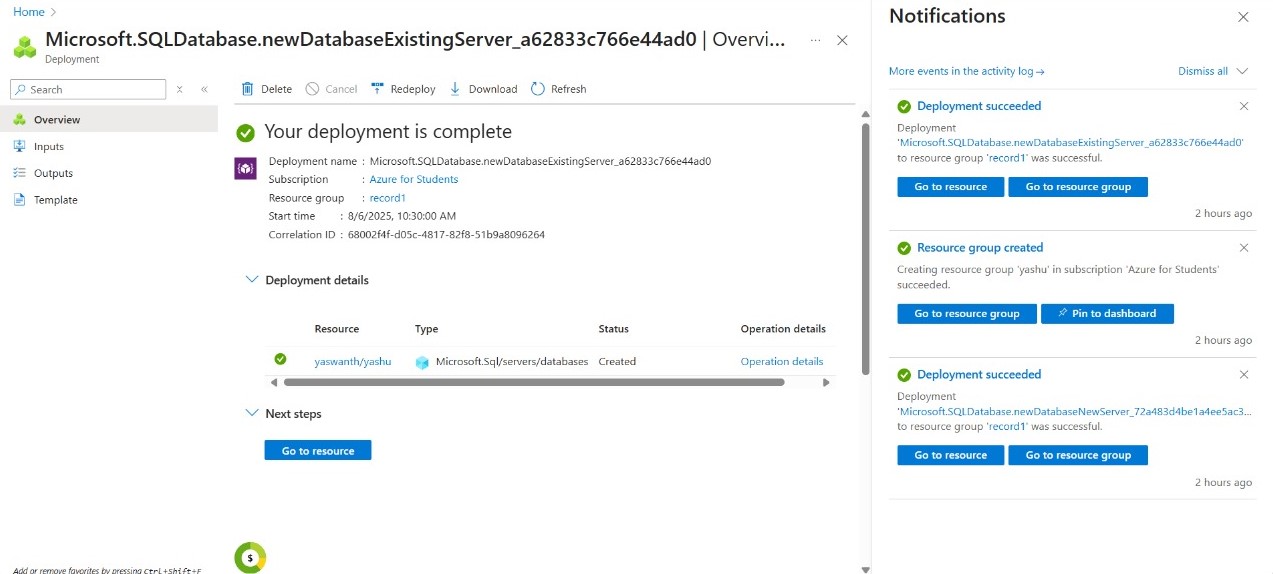 Home
Microsoft.SQLDatabase.newDatabaseExistingServer_a62833c766e44ad0 | Overvi... ...
Deployment
Search
Overview
Inputs
Outputs
Template
Delete Cancel Redeploy Download Refresh
Your deployment is complete
Deployment name : Microsoft.SQLDatabase.newDatabaseExistingServer_a62833c766e44ad0
Subscription : Azure for Students
Resource group : record1
Start time : 8/6/2025, 10:30:00 AM
Correlation ID : 68002f4f-d05c-4817-82f8-51b9a8096264
Deployment details
Resource Type Status Operation details
yaswanth/yashu Microsoft.Sql/servers/databases Created Operation details
Next steps
Go to resource
$
Add or remove favorites by pressing Ctrl+Shift+F
Notifications
More events in the activity log → Dismiss all
Deployment succeeded
Deployment
'Microsoft.SQLDatabase.newDatabaseExistingServer_a62833c766e44ad0'
to resource group 'record1' was successful.
Go to resource Go to resource group
2 hours ago
Resource group created
Creating resource group 'yashu' in subscription 'Azure for Students'
succeeded.
Go to resource group Pin to dashboard
2 hours ago
Deployment succeeded
Deployment
'Microsoft.SQLDatabase.newDatabaseNewServer_72a483d4be1a4ee5ac3...
to resource group 'record1' was successful.
Go to resource Go to resource group
2 hours ago